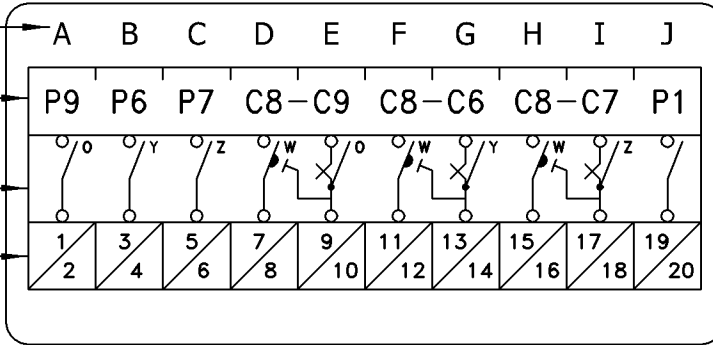 A B C D E F G H I J
P9 P6 P7 C8-C9 C8-C6 C8-C7 P1
O Y Z W O W Y W Z
1 3 5 7 9 11 13 15 17 19
2 4 6 8 10 12 14 16 18 20